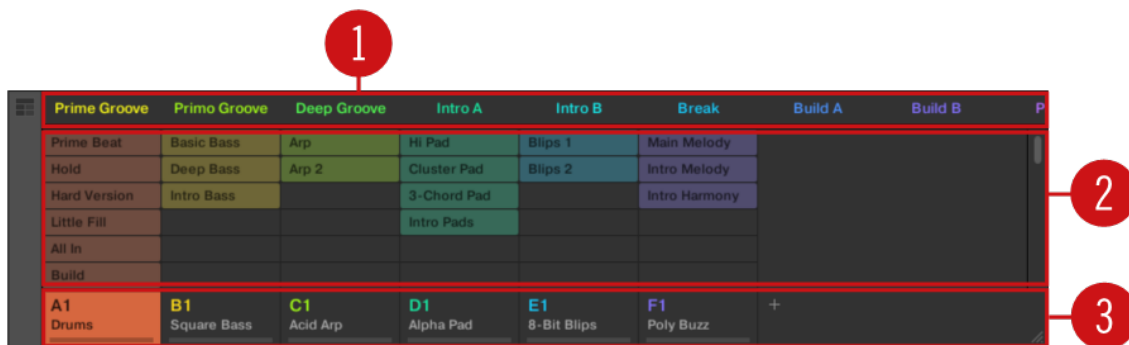 1
Prime Groove Primo Groove Deep Groove Intro A Intro B Break Build A Build B P
Prime Beat Basic Bass Arp Hi Pad Blips 1 Main Melody
Hold Deep Bass Arp 2 Cluster Pad Blips 2 Intro Melody
2
Hard Version Intro Bass 3-Chord Pad Intro Harmony
Little Fill Intro Pads
All In
Build
A1 B1 C1 D1 E1 F1 +
3
Drums Square Bass Acid Arp Alpha Pad 8-Bit Blips Poly Buzz